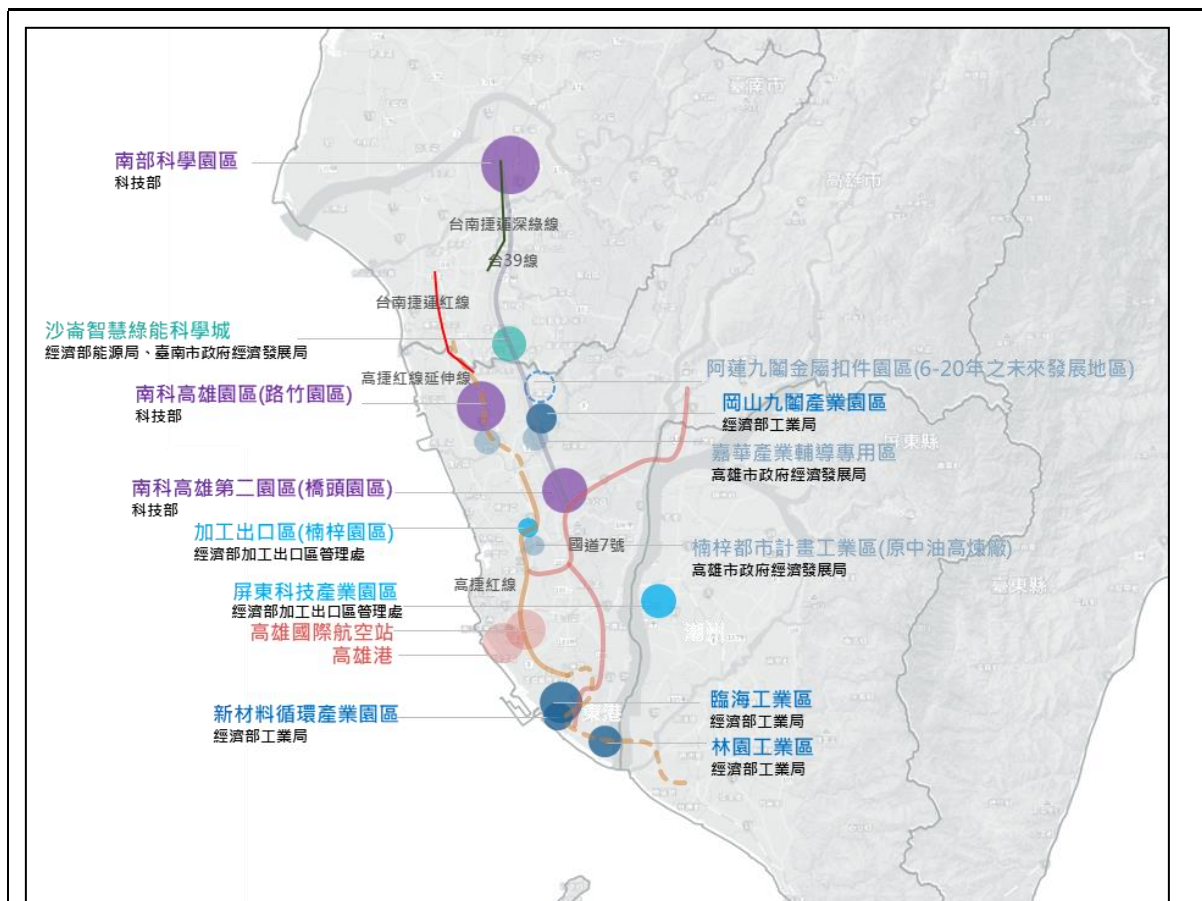 臺南市
南部科學園區
科技部
高雄市
台南捷運深綠線
台39線
台南捷運紅線
沙崙智慧綠能科學城
經濟部能源局、臺南市政府經濟發展局
高捷紅線延伸線
阿蓮九鬮金屬扣件園區(6-20年之未來發展地區)
南科高雄園區(路竹園區)
科技部
岡山九鬮產業園區
經濟部工業局
屏東縣
嘉華產業輔導專用區
高雄市政府經濟發展局
南科高雄第二園區(橋頭園區)
科技部
加工出口區(楠梓園區)
經濟部加工出口區管理處
國道7號
楠梓都市計畫工業區(原中油高煉廠)
高雄市政府經濟發展局
臺東縣
高捷紅線
屏東科技產業園區
經濟部加工出口區管理處
潮州
高雄國際航空站
高雄港
臨海工業區
經濟部工業局
新材料循環產業園區
經濟部工業局
東港
林園工業區
經濟部工業局